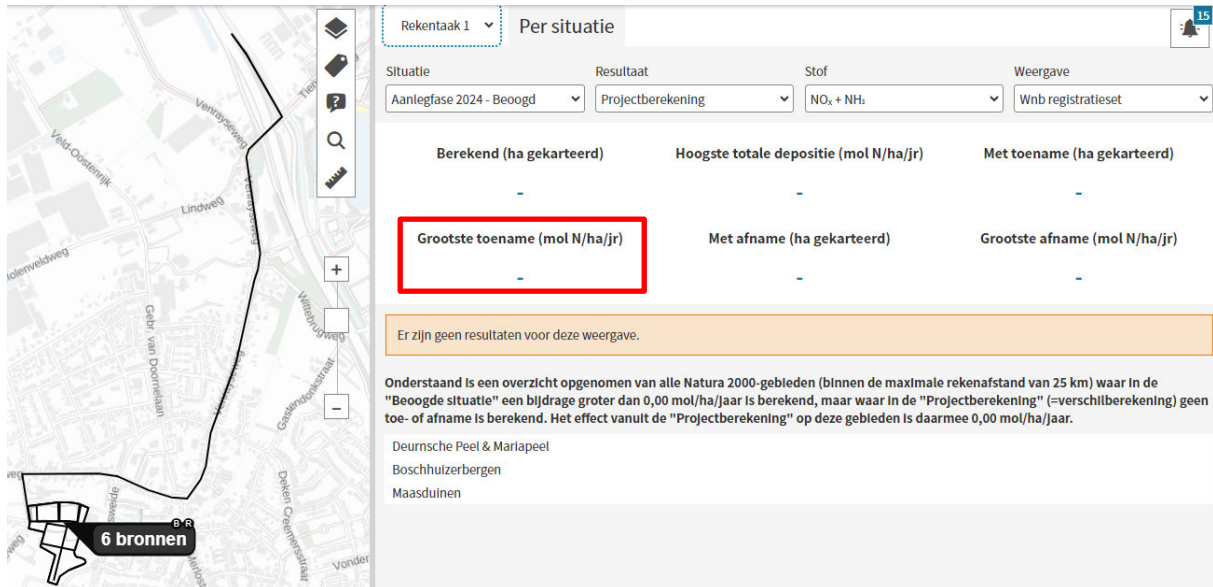 Rekentaak 1
Per situatie
15
Situatie
Resultaat
Stof
Weergave
Aanlegfase 2024 - Beoogd
Projectberekening
NOₓ + NH₃
Wnb registratieset
Berekend (ha gekarteerd)
Hoogste totale depositie (mol N/ha/jr)
Met toename (ha gekarteerd)
-
-
-
Grootste toename (mol N/ha/jr)
Met afname (ha gekarteerd)
Grootste afname (mol N/ha/jr)
-
-
-
Er zijn geen resultaten voor deze weergave.
Onderstaand is een overzicht opgenomen van alle Natura 2000-gebieden (binnen de maximale rekenafstand van 25 km) waar in de
"Beoogde situatie" een bijdrage groter dan 0,00 mol/ha/jaar is berekend, maar waar in de "Projectberekening" (=verschilberekening) geen
toe- of afname is berekend. Het effect vanuit de "Projectberekening" op deze gebieden is daarmee 0,00 mol/ha/jaar.
Deurnsche Peel & Mariapeel
Boschhuizerbergen
Maasduinen
Venrayseweg
Veld-Oostenrijk
Lindweg
Venrayseweg
Wittebrugweg
Gebr. van Doornelaan
Gastendonkstraat
Deken Creemersstraat
B R
6 bronnen
Vonder
+
-